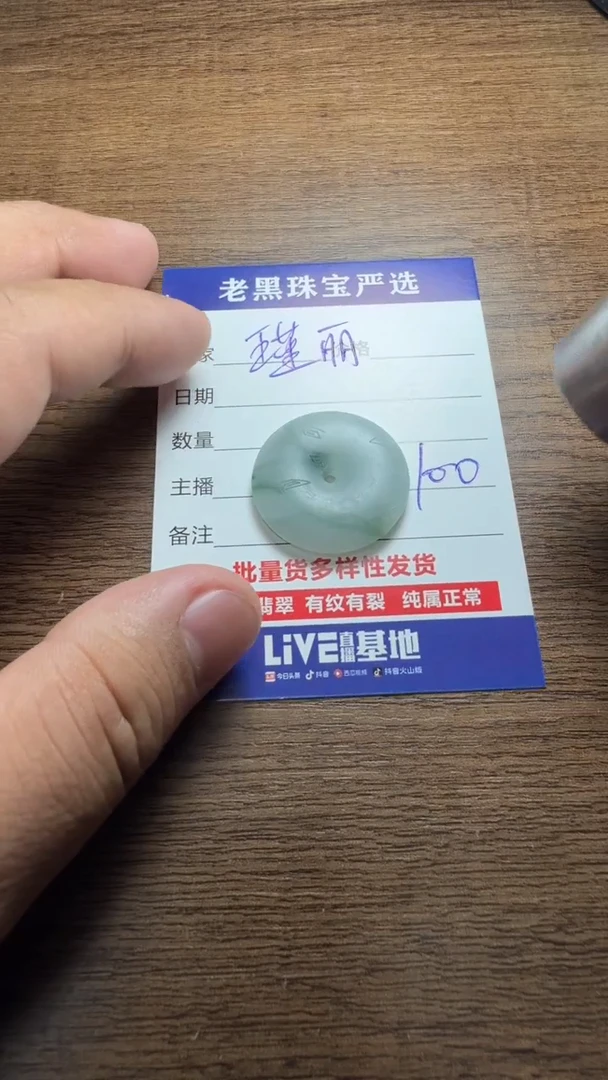 老黑珠宝严选
家 丽 格
日期
数量
主播 100
备注
批量货多样性发货
翡翠 有纹有裂 纯属正常
LiVE直播基地
今日头条 抖音 西瓜视频 抖音火山版